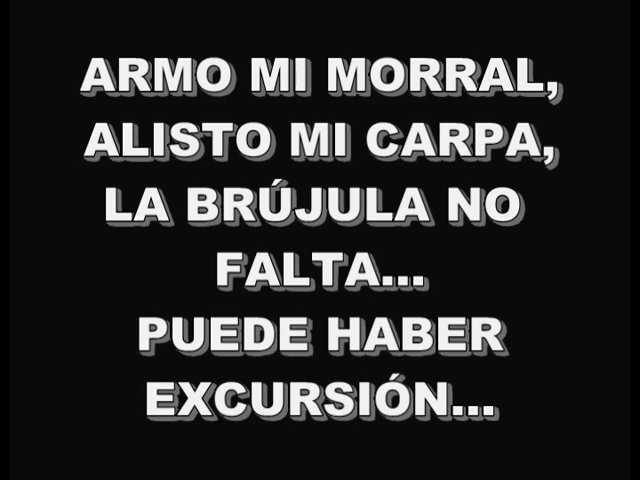 ARMO MI MORRAL,
ALISTO MI CARPA,
LA BRÚJULA NO
FALTA...
PUEDE HABER
EXCURSIÓN...